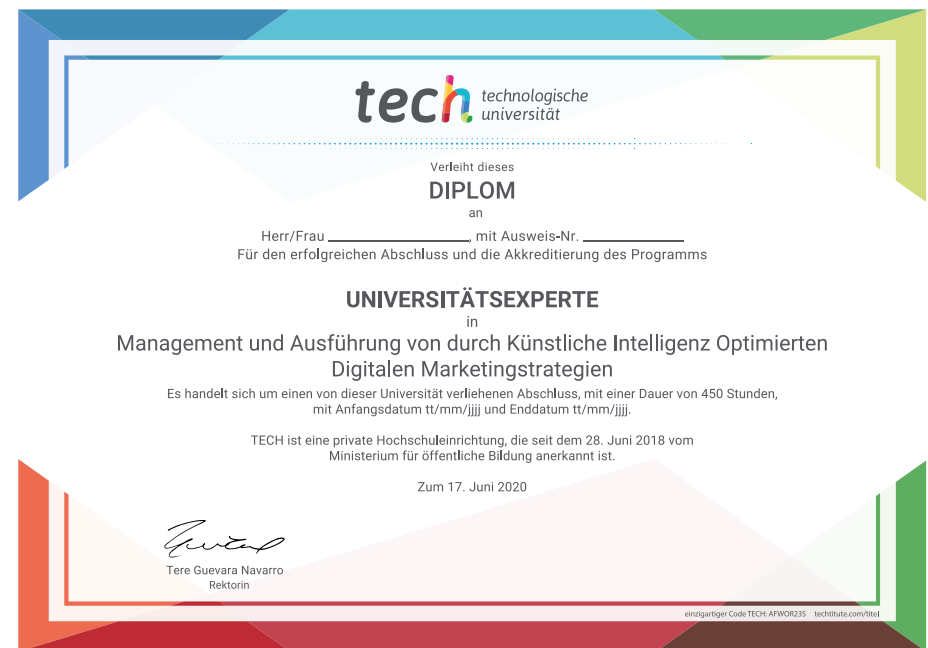 tech technologische
universität
Verleiht dieses
DIPLOM
an
Herr/Frau ____________________, mit Ausweis-Nr. ______________
Für den erfolgreichen Abschluss und die Akkreditierung des Programms
UNIVERSITÄTSEXPERTE
in
Management und Ausführung von durch Künstliche Intelligenz Optimierten
Digitalen Marketingstrategien
Es handelt sich um einen von dieser Universität verliehenen Abschluss, mit einer Dauer von 450 Stunden,
mit Anfangsdatum tt/mm/jjjj und Enddatum tt/mm/jjjj.
TECH ist eine private Hochschuleinrichtung, die seit dem 28. Juni 2018 vom
Ministerium für öffentliche Bildung anerkannt ist.
Zum 17. Juni 2020
Tere Guevara Navarro
Rektorin
einzigartiger Code TECH: AFWOR23S techtitute.com/titel